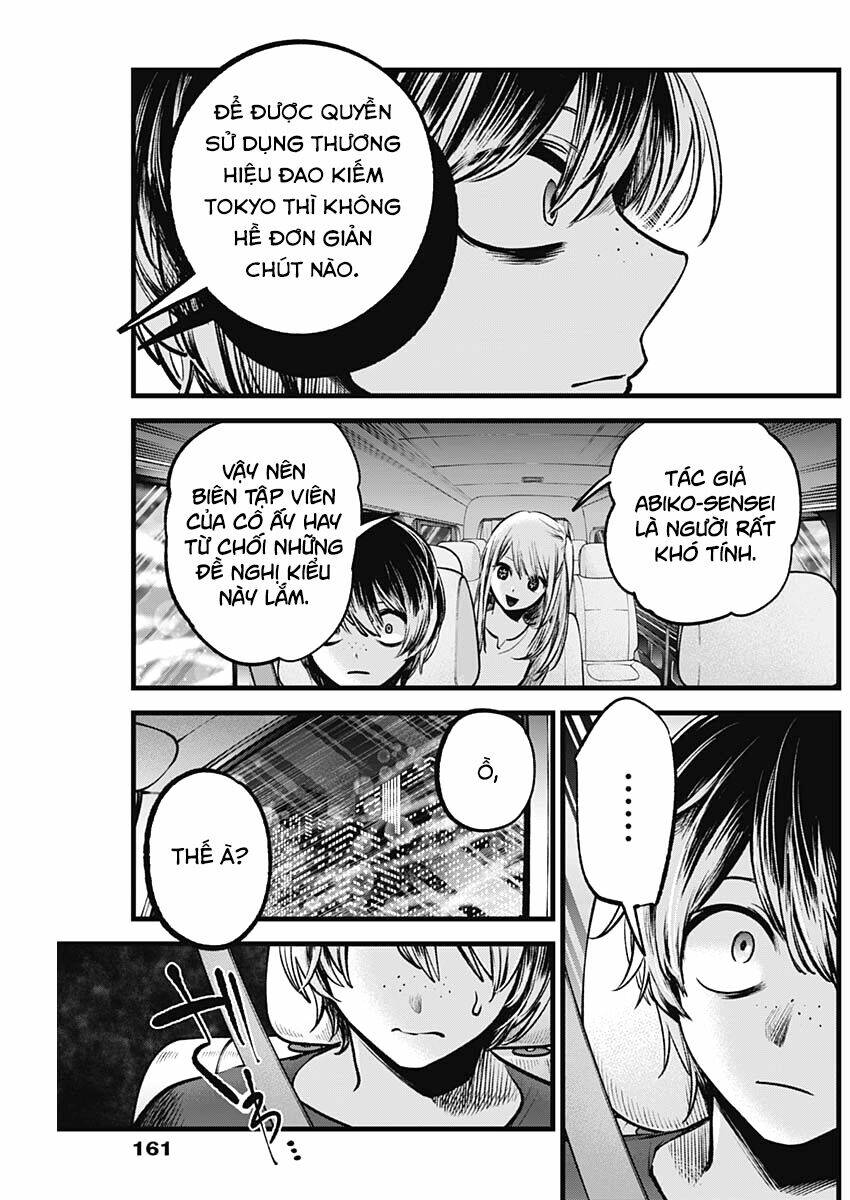 ĐỂ ĐƯỢC QUYỀN
SỬ DỤNG THƯƠNG
HIỆU ĐAO KIẾM
TOKYO THÌ KHÔNG
HỀ ĐƠN GIẢN
CHÚT NÀO.
TÁC GIẢ
ABIKO-SENSEI
LÀ NGƯỜI RẤT
KHÓ TÍNH.
VẬY NÊN
BIÊN TẬP VIÊN
CỦA CÔ ẤY HAY
TỪ CHỐI NHỮNG
ĐỀ NGHỊ KIỂU
NÀY LẮM.
......
Ồ,
THẾ À?
161